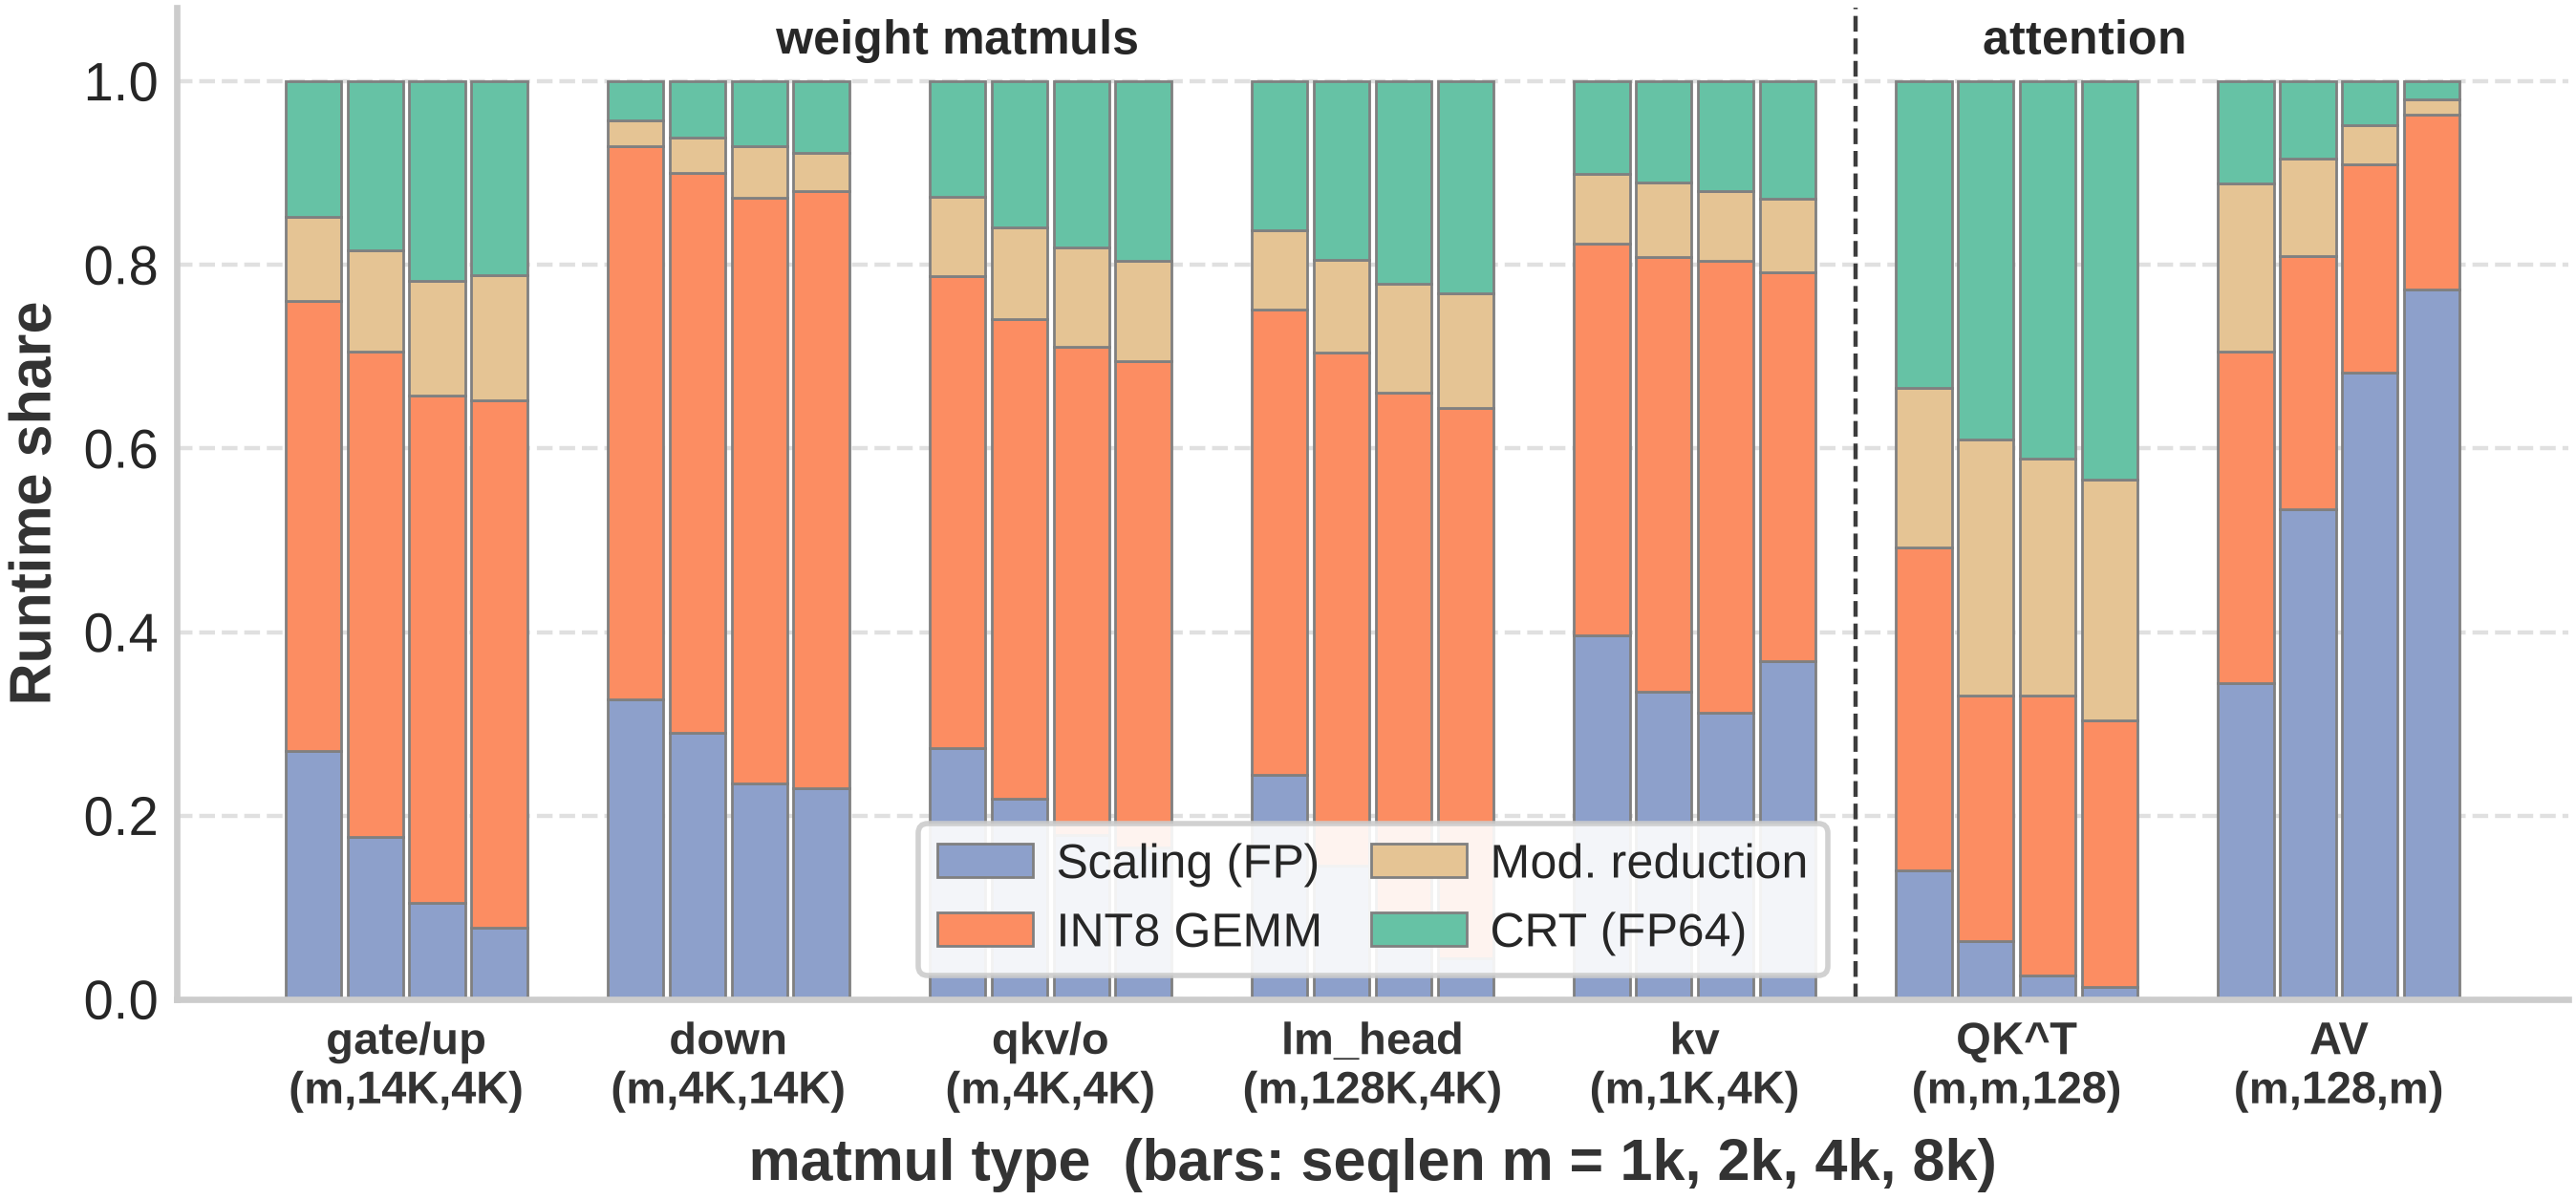 weight matmuls
attention
Runtime share
1.0
0.8
0.6
0.4
0.2
0.0
Scaling (FP)
INT8 GEMM
Mod. reduction
CRT (FP64)
gate/up
(m,14K,4K)
down
(m,4K,14K)
qkv/o
(m,4K,4K)
lm_head
(m,128K,4K)
kv
(m,1K,4K)
QK^T
(m,m,128)
AV
(m,128,m)
matmul type (bars: seqlen m = 1k, 2k, 4k, 8k)